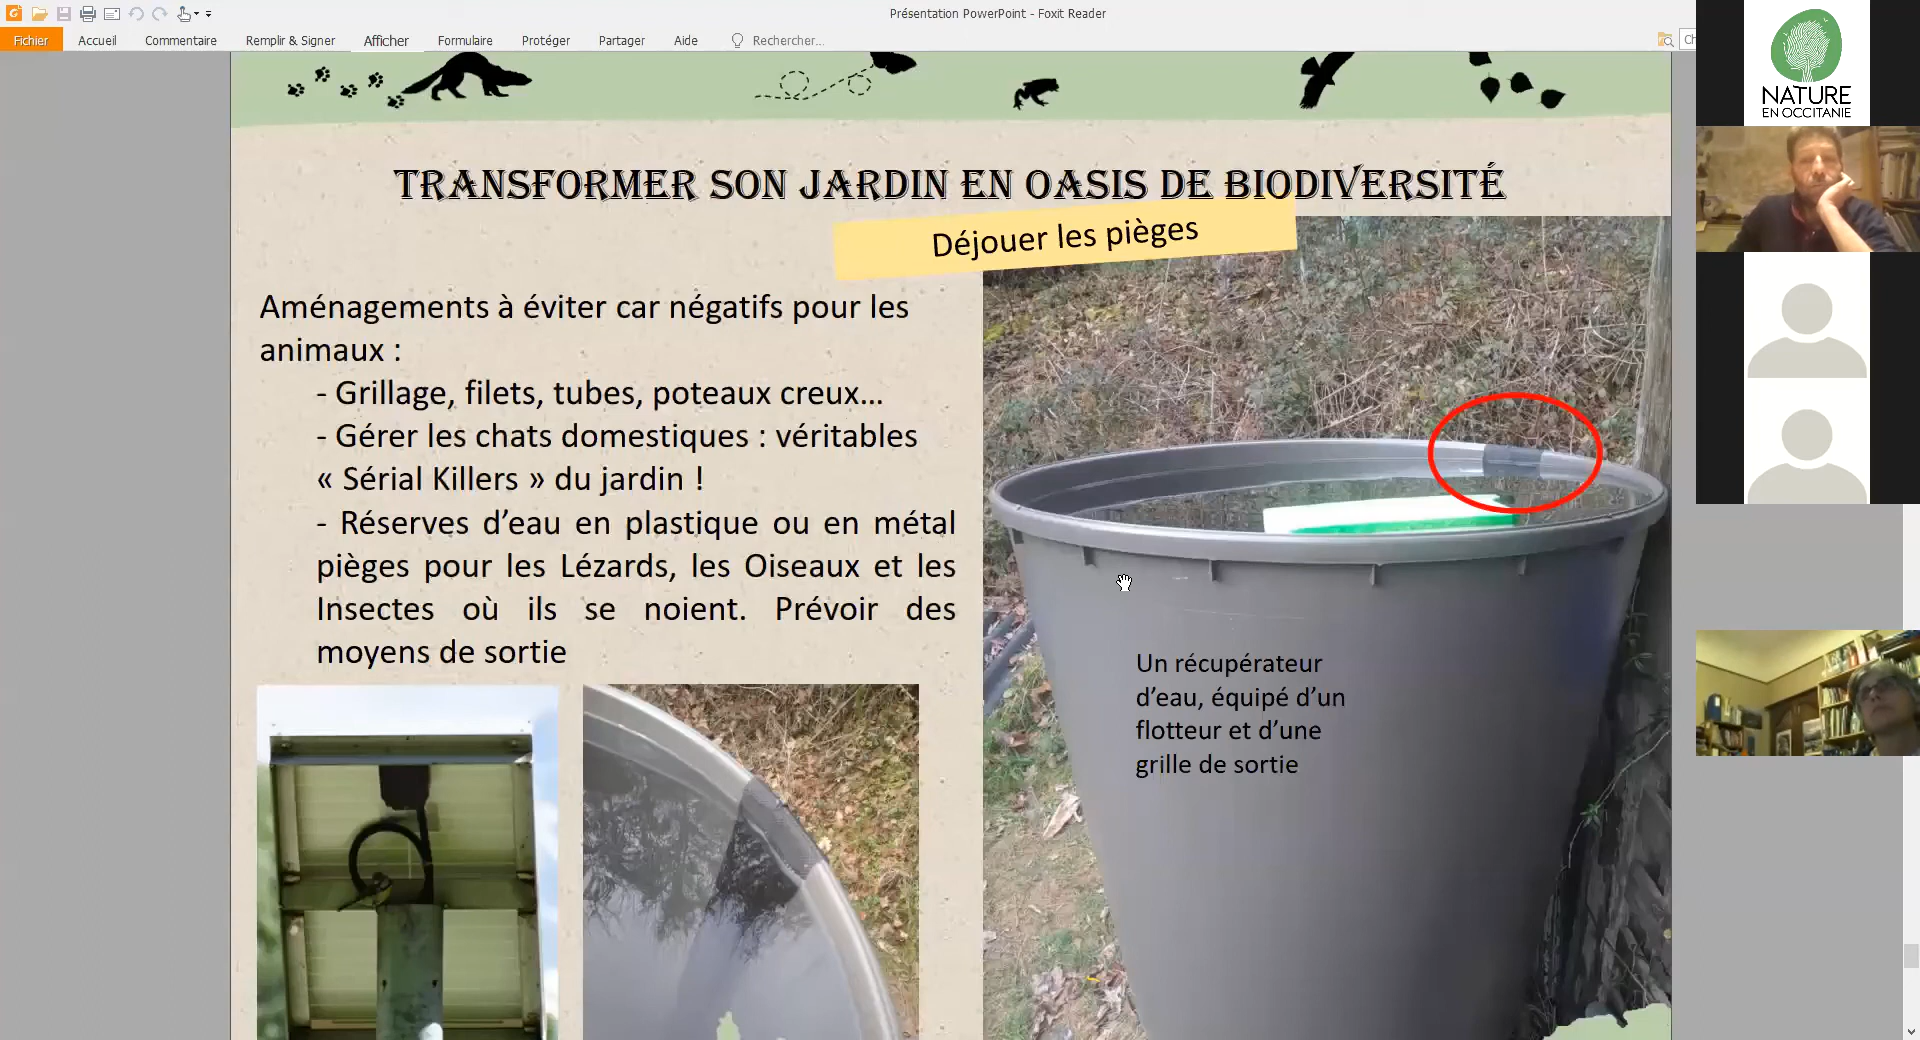 Présentation PowerPoint - Foxit Reader
Fichier Accueil Commentaire Remplir & Signer Afficher Formulaire Protéger Partager Aide Rechercher... Ch
NATURE
EN OCCITANIE
TRANSFORMER SON JARDIN EN OASIS DE BIODIVERSITÉ
Déjouer les pièges
Aménagements à éviter car négatifs pour les
animaux :
- Grillage, filets, tubes, poteaux creux...
- Gérer les chats domestiques : véritables
« Sérial Killers » du jardin !
- Réserves d’eau en plastique ou en métal
pièges pour les Lézards, les Oiseaux et les
Insectes où ils se noient. Prévoir des
moyens de sortie
Un récupérateur
d’eau, équipé d’un
flotteur et d’une
grille de sortie